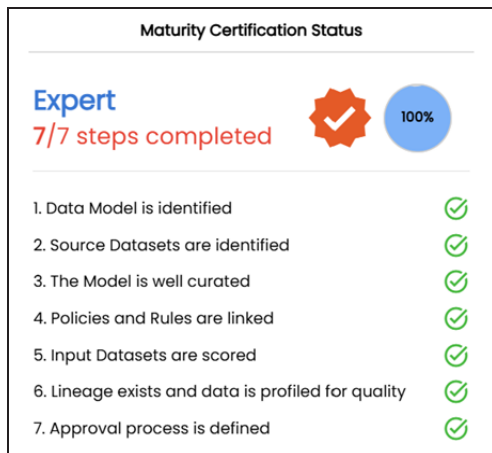 Maturity Certification Status
Expert
7/7 steps completed
100%
1. Data Model is identified
2. Source Datasets are identified
3. The Model is well curated
4. Policies and Rules are linked
5. Input Datasets are scored
6. Lineage exists and data is profiled for quality
7. Approval process is defined